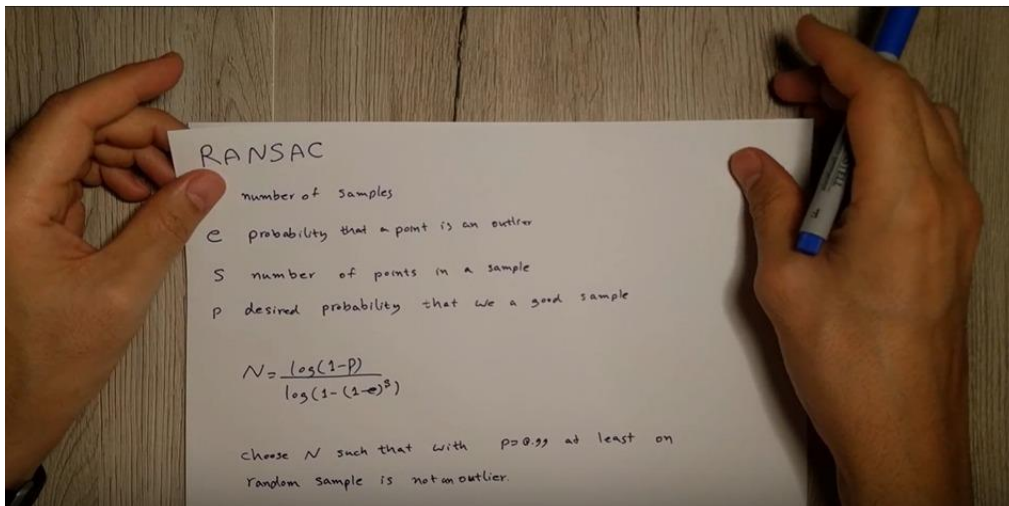 RANSAC
number of samples
e probability that a point is an outlier
s number of points in a sample
p desired probability that we a good sample
N= log(1-P)
log(1-(1-e)^s)
choose N such that with p=0.99 at least on
random sample is not an outlier.